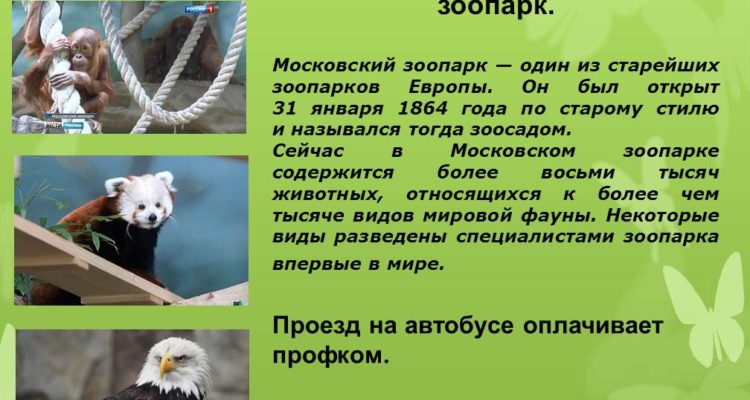 зоопарк.
РОССИЯ 1
Московский зоопарк — один из старейших
зоопарков Европы. Он был открыт
31 января 1864 года по старому стилю
и назывался тогда зоосадом.
Сейчас в Московском зоопарке
содержится более восьми тысяч
животных, относящихся к более чем
тысяче видов мировой фауны. Некоторые
виды разведены специалистами зоопарка
впервые в мире.
Проезд на автобусе оплачивает
профком.